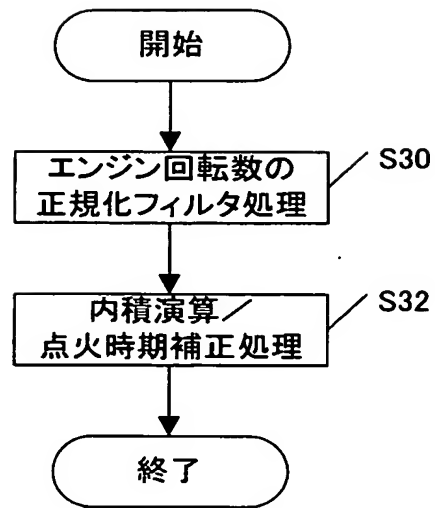 開始
エンジン回転数の
正規化フィルタ処理
S30
内積演算／
点火時期補正処理
S32
終了